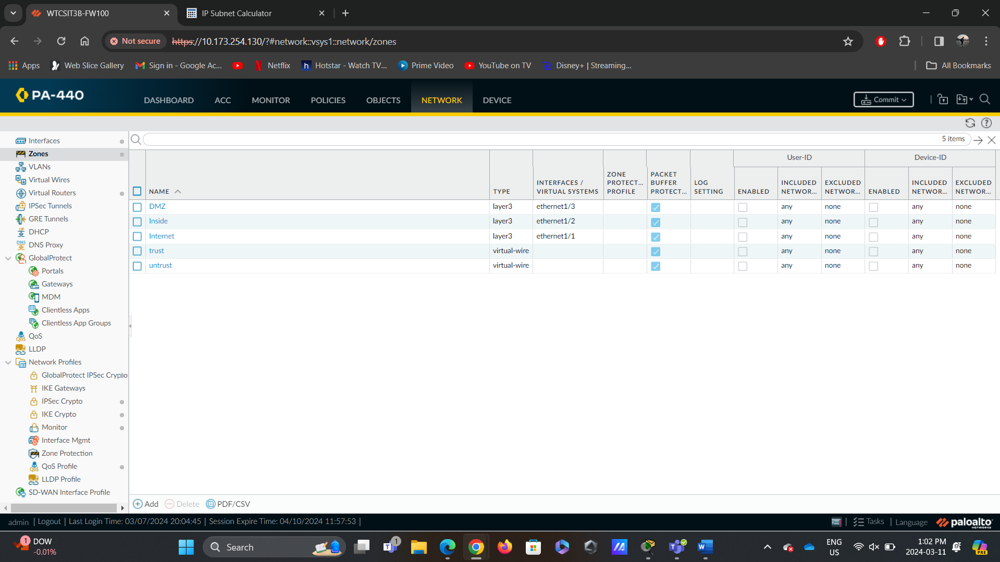 WTCSIT3B-FW100
IP Subnet Calculator
Not secure
https://10.173.254.130/?#network::vsys1::network/zones
Apps
Web Slice Gallery
Sign in - Google Ac...
Netflix
Hotstar - Watch TV...
Prime Video
YouTube on TV
Disney+ | Streaming...
All Bookmarks
PA-440
DASHBOARD ACC MONITOR POLICIES OBJECTS NETWORK DEVICE
Commit
Interfaces
Zones
VLANs
Virtual Wires
Virtual Routers
IPSec Tunnels
GRE Tunnels
DHCP
DNS Proxy
GlobalProtect
Portals
Gateways
MDM
Clientless Apps
Clientless App Groups
QoS
LLDP
Network Profiles
GlobalProtect IPSec Crypto
IKE Gateways
IPSec Crypto
IKE Crypto
Monitor
Interface Mgmt
Zone Protection
QoS Profile
LLDP Profile
SD-WAN Interface Profile
5 items
User-ID Device-ID
NAME
TYPE
INTERFACES / VIRTUAL SYSTEMS
ZONE PROTECT... PROFILE
PACKET BUFFER PROTECT...
LOG SETTING
ENABLED
INCLUDED NETWOR...
EXCLUDED NETWOR...
ENABLED
INCLUDED NETWOR...
EXCLUDED NETWOR...
DMZ layer3 ethernet1/3 any none any none
Inside layer3 ethernet1/2 any none any none
Internet layer3 ethernet1/1 any none any none
trust virtual-wire any none any none
untrust virtual-wire any none any none
Add Delete PDF/CSV
admin | Logout | Last Login Time: 03/07/2024 20:04:45 | Session Expire Time: 04/10/2024 11:57:53 |
Tasks | Language
paloalto
NETWORKS
1
DOW
-0.01%
Search
1
ENG
US
1:02 PM
2024-03-11
PRE